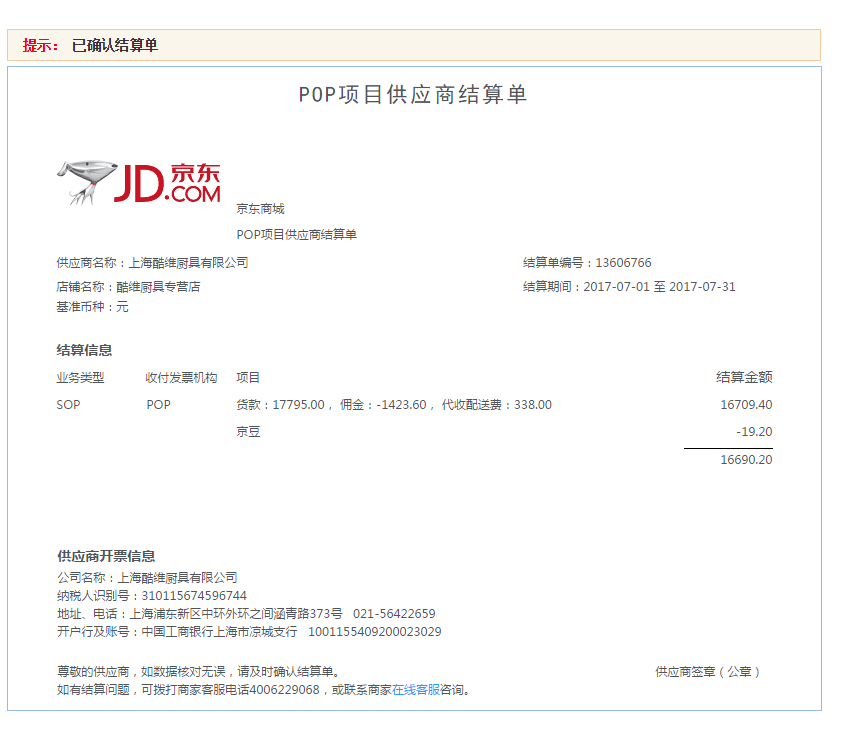 提示： 已确认结算单
POP项目供应商结算单
JD 京东
.COM
京东商城
POP项目供应商结算单
供应商名称：上海酷维厨具有限公司 结算单编号：13606766
店铺名称：酷维厨具专营店 结算期间：2017-07-01 至 2017-07-31
基准币种：元
结算信息
业务类型 收付发票机构 项目 结算金额
SOP POP 货款：17795.00， 佣金：-1423.60， 代收配送费：338.00 16709.40
京豆 -19.20
16690.20
供应商开票信息
公司名称：上海酷维厨具有限公司
纳税人识别号：310115674596744
地址、电话：上海浦东新区中环外环之间涵青路373号 021-56422659
开户行及账号：中国工商银行上海市凉城支行 1001155409200023029
尊敬的供应商，如数据核对无误，请及时确认结算单。 供应商签章（公章）
如有结算问题，可拨打商家客服电话4006229068，或联系商家在线客服咨询。